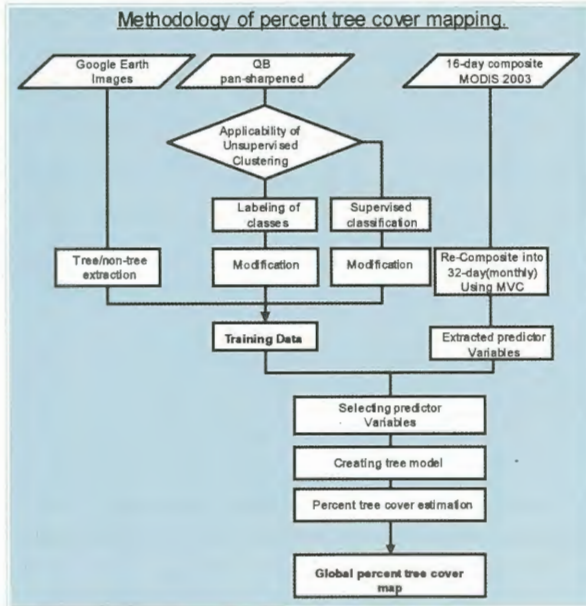 Methodology of percent tree cover mapping.
Google Earth
Images
QB
pan-sharpened
16-day composite
MODIS 2003
Applicability of
Unsupervised
Clustering
Labeling of
classes
Supervised
classification
Tree/non-tree
extraction
Modification
Modification
Re-Composite into
32-day(monthly)
Using MVC
Training Data
Extracted predictor
Variables
Selecting predictor
Variables
Creating tree model
Percent tree cover estimation
Global percent tree cover
map